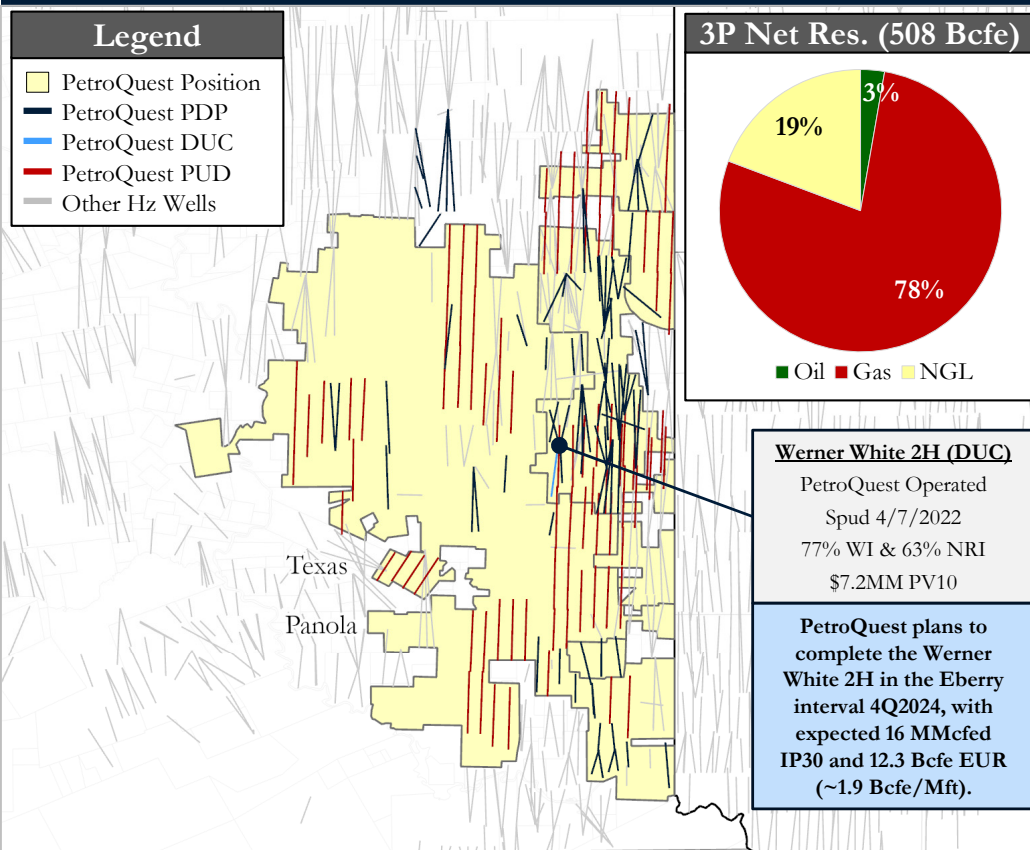 Legend
PetroQuest Position
PetroQuest PDP
PetroQuest DUC
PetroQuest PUD
Other Hz Wells
3P Net Res. (508 Bcfe)
3%
19%
78%
Oil Gas NGL
Texas
Panola
Werner White 2H (DUC)
PetroQuest Operated
Spud 4/7/2022
77% WI & 63% NRI
$7.2MM PV10
PetroQuest plans to
complete the Werner
White 2H in the Eberry
interval 4Q2024, with
expected 16 MMcfed
IP30 and 12.3 Bcfe EUR
(~1.9 Bcfe/Mft).